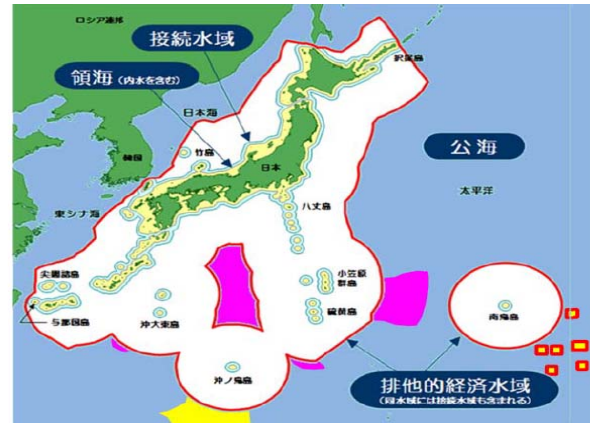 ロシア連邦
接続水域
択捉島
領海（内水を含む）
日本海
竹島
韓国
日本
公海
太平洋
東シナ海
八丈島
尖閣諸島
小笠原
群島
与那国島
沖大東島
硫黄島
南鳥島
沖ノ鳥島
排他的経済水域
（同水域には接続水域も含まれる）